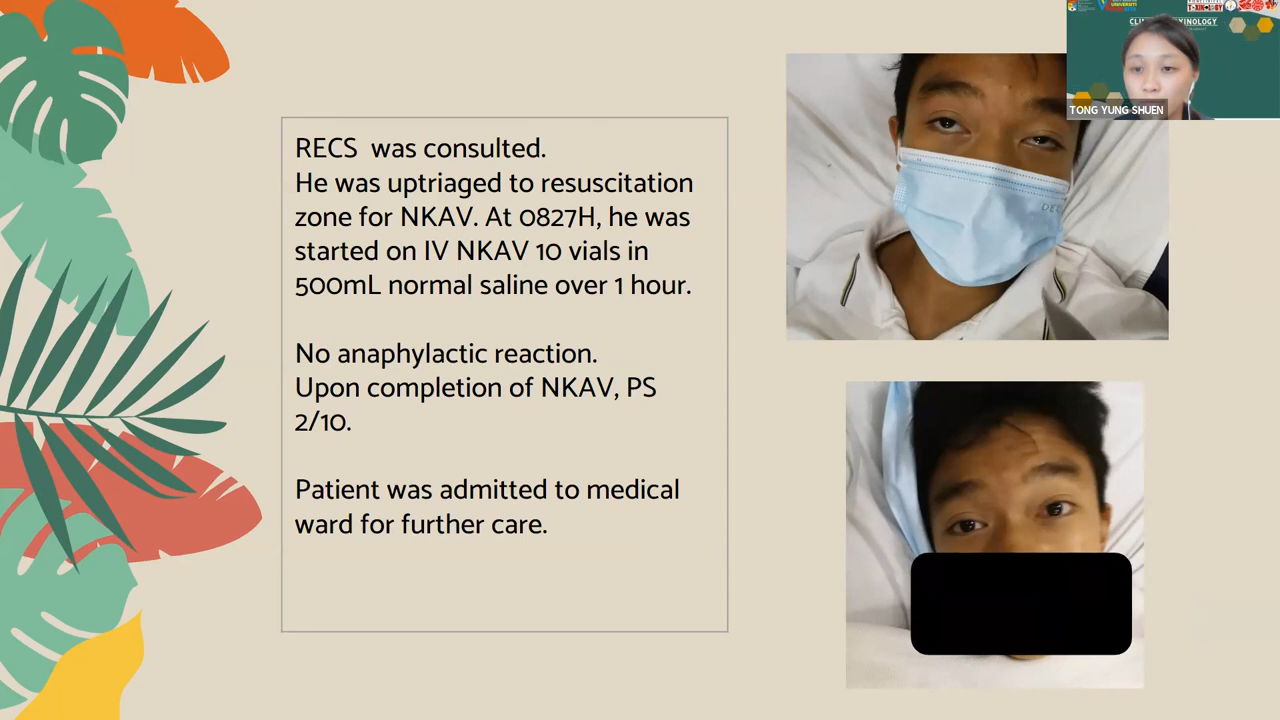 RECS was consulted.
He was uptriaged to resuscitation
zone for NKAV. At 0827H, he was
started on IV NKAV 10 vials in
500mL normal saline over 1 hour.
No anaphylactic reaction.
Upon completion of NKAV, PS
2/10.
Patient was admitted to medical
ward for further care.
TONG YUNG SHUEN